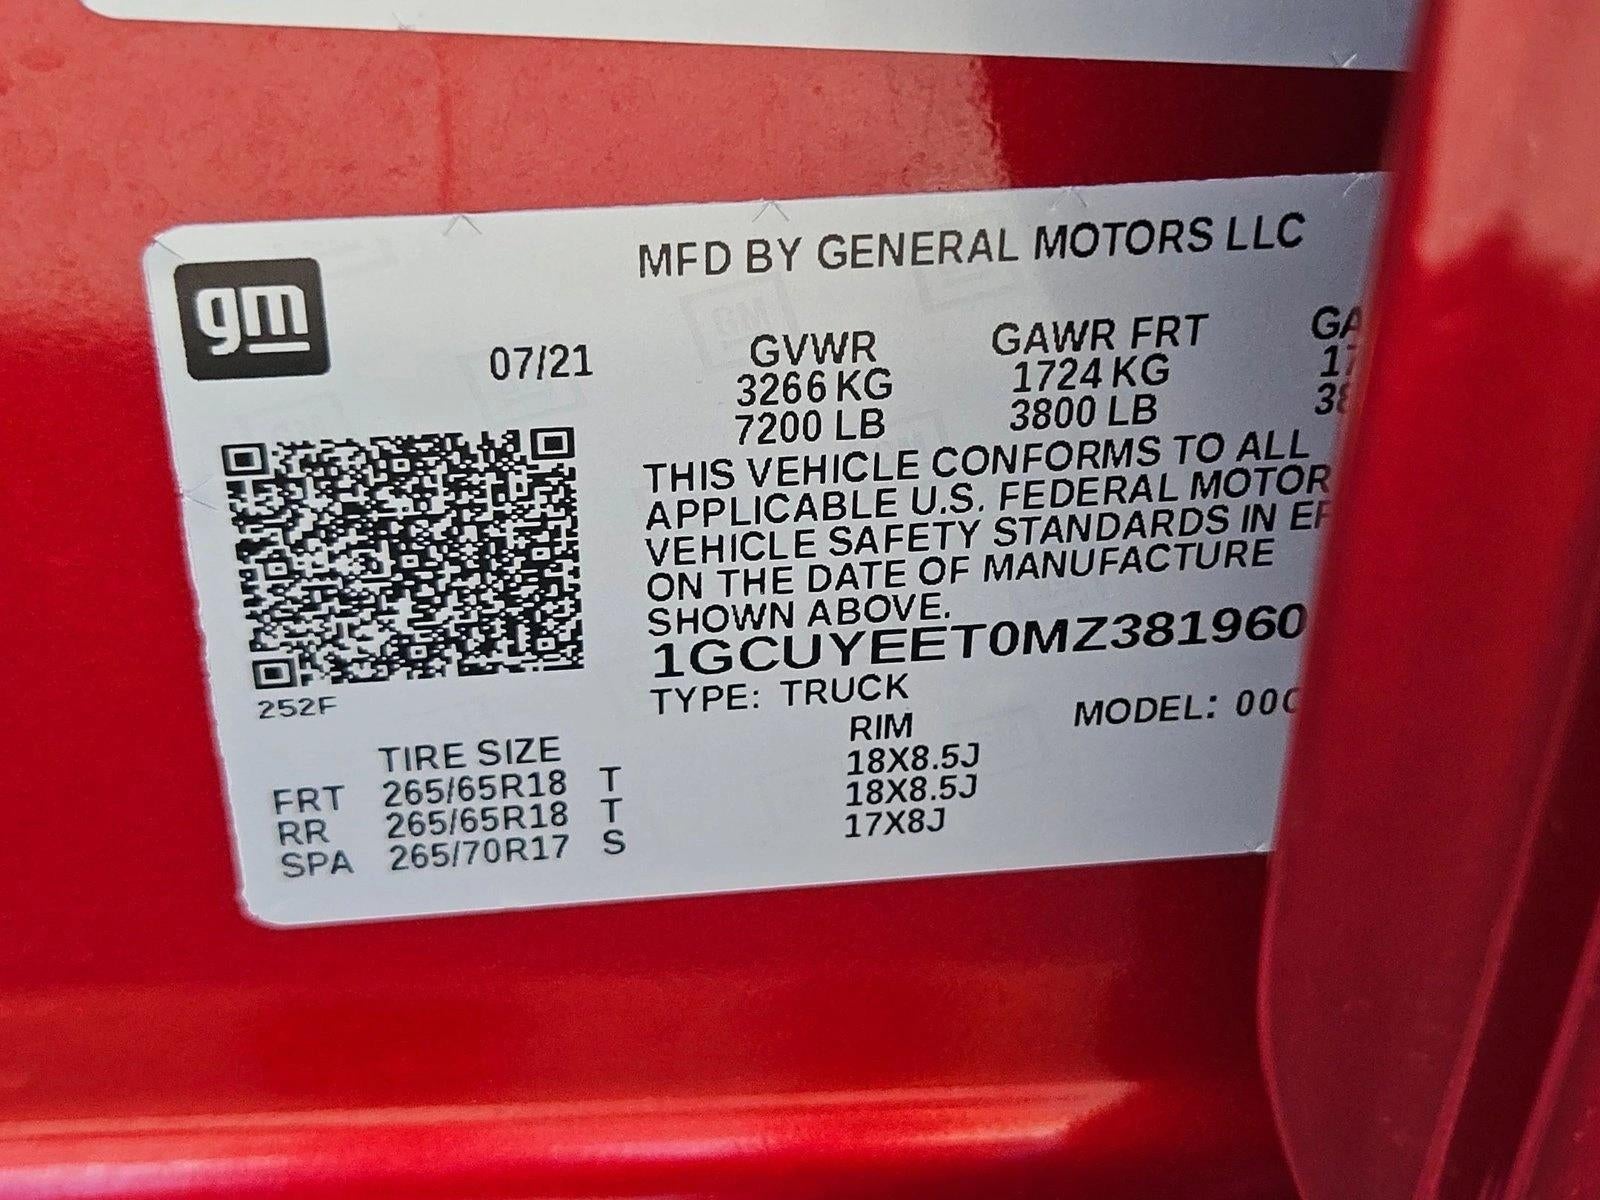 gm
MFD BY GENERAL MOTORS LLC
07/21
GVWR GAWR FRT
3266 KG 1724 KG
7200 LB 3800 LB
THIS VEHICLE CONFORMS TO ALL
APPLICABLE U.S. FEDERAL MOTOR
VEHICLE SAFETY STANDARDS IN
ON THE DATE OF MANUFACTURE
SHOWN ABOVE.
1GCUYEET0MZ381960
252F
TYPE: TRUCK MODEL:
TIRE SIZE RIM
FRT 265/65R18 T 18X8.5J
RR 265/65R18 T 18X8.5J
SPA 265/70R17 S 17X8J